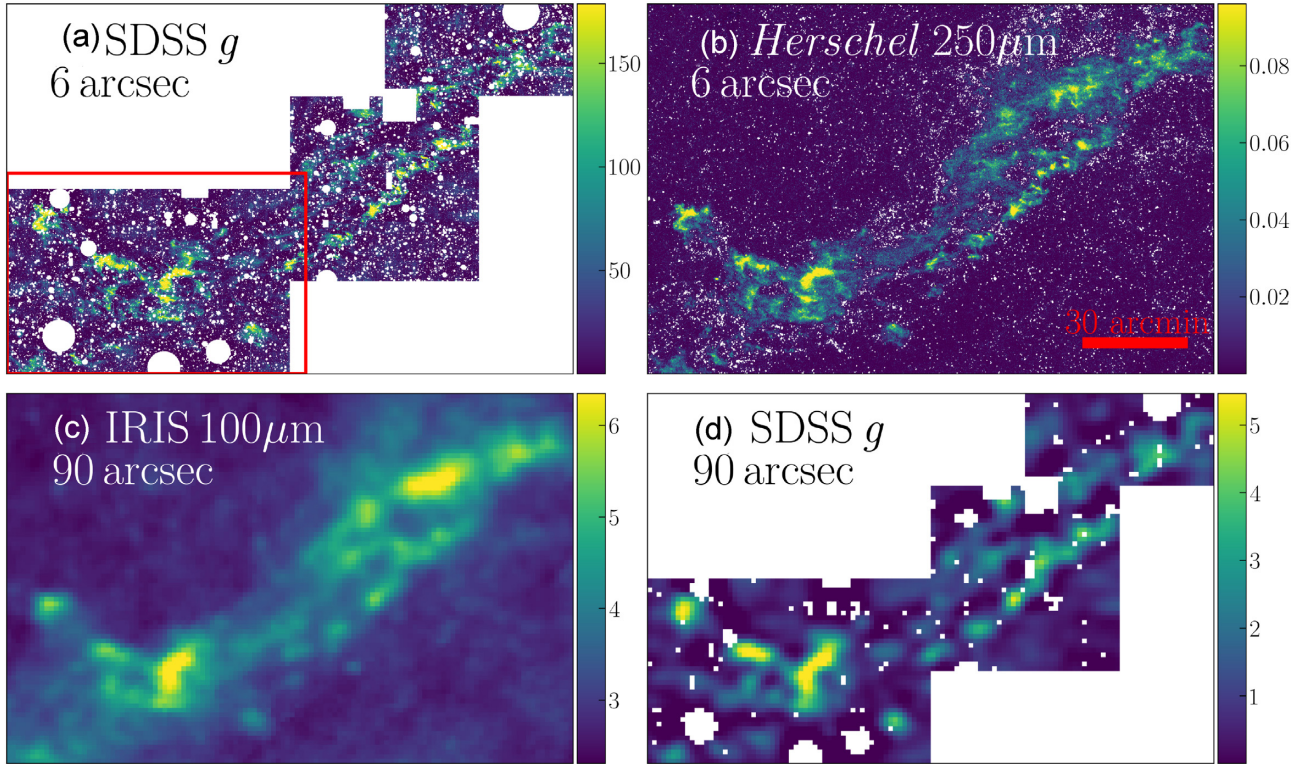 (a) SDSS g
6 arcsec
150
100
50
(b) Herschel 250μm
6 arcsec
30 arcmin
0.08
0.06
0.04
0.02
(c) IRIS 100μm
90 arcsec
6
5
4
3
(d) SDSS g
90 arcsec
5
4
3
2
1